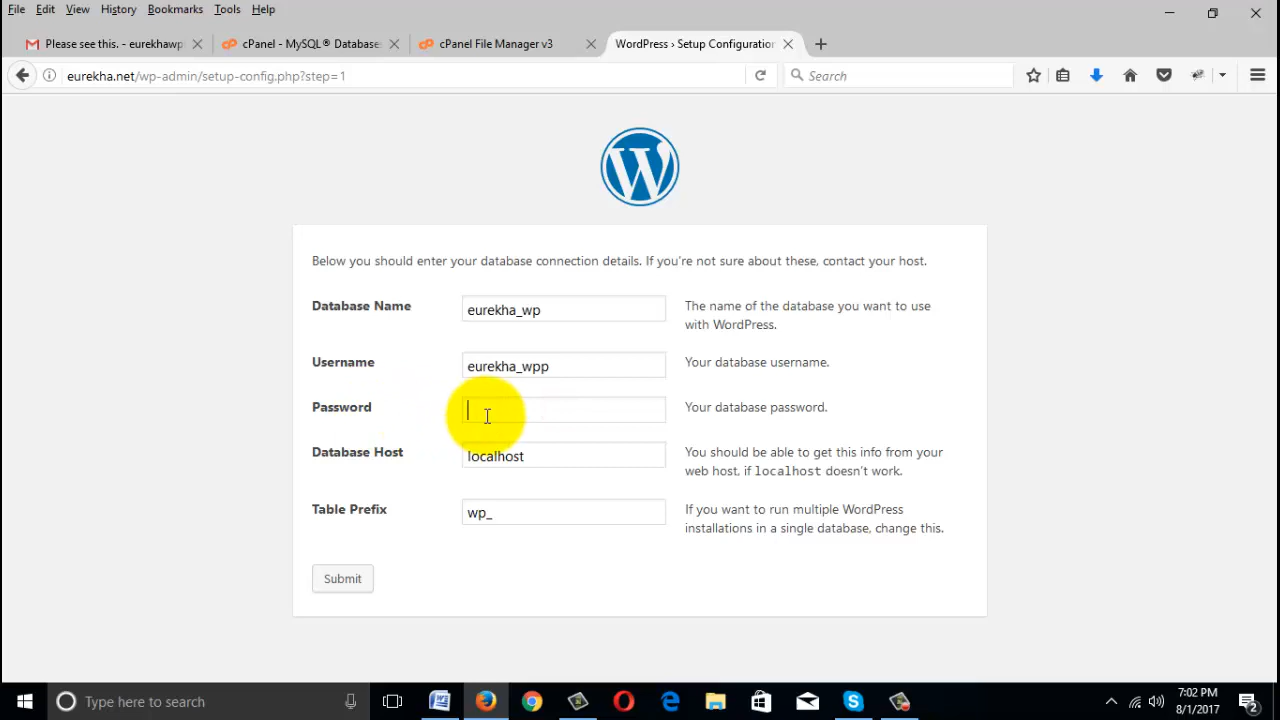 File Edit View History Bookmarks Tools Help
Please see this. - eurekhawp
cPanel - MySQL® Database
cPanel File Manager v3
WordPress › Setup Configuration
eurekha.net/wp-admin/setup-config.php?step=1
Search
Below you should enter your database connection details. If you're not sure about these, contact your host.
Database Name
eurekha_wp
The name of the database you want to use
with WordPress.
Username
eurekha_wpp
Your database username.
Password
Your database password.
Database Host
localhost
You should be able to get this info from your
web host, if localhost doesn't work.
Table Prefix
wp_
If you want to run multiple WordPress
installations in a single database, change this.
Submit
Type here to search
7:02 PM
8/1/2017
2